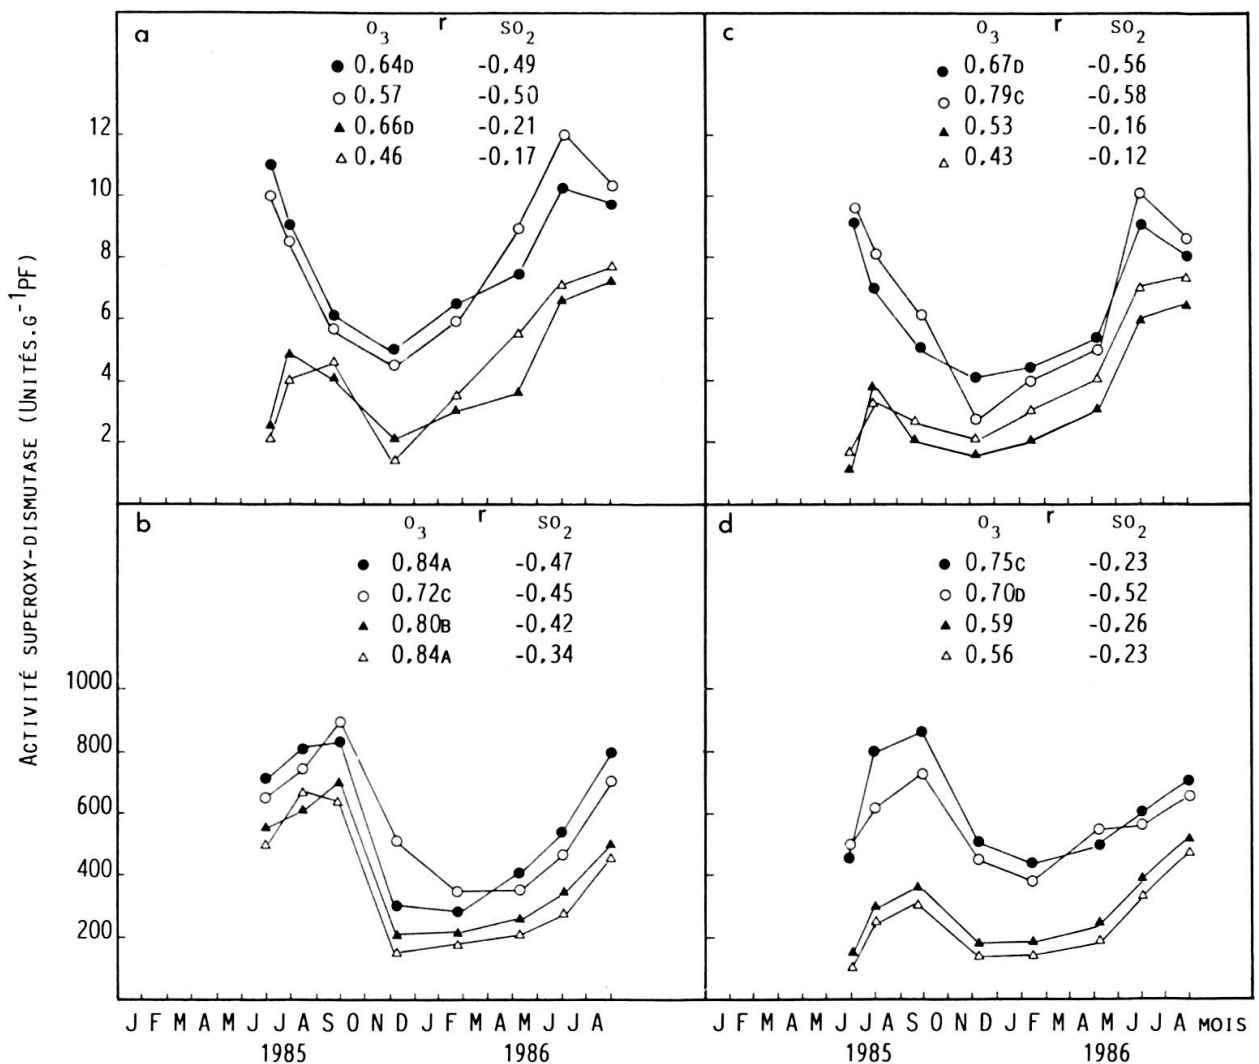 ACTIVITÉ SUPEROXY-DISMUTASE (UNITÉS.G⁻¹PF)
a
O₃ r SO₂
● 0,64D -0,49
○ 0,57 -0,50
▲ 0,66D -0,21
△ 0,46 -0,17
12
10
8
6
4
2
c
O₃ r SO₂
● 0,67D -0,56
○ 0,79C -0,58
▲ 0,53 -0,16
△ 0,43 -0,12
b
O₃ r SO₂
● 0,84A -0,47
○ 0,72C -0,45
▲ 0,80B -0,42
△ 0,84A -0,34
1000
800
600
400
200
d
O₃ r SO₂
● 0,75C -0,23
○ 0,70D -0,52
▲ 0,59 -0,26
△ 0,56 -0,23
J F M A M J J A S O N D J F M A M J J A
1985 1986
J F M A M J J A S O N D J F M A M J J A MOIS
1985 1986